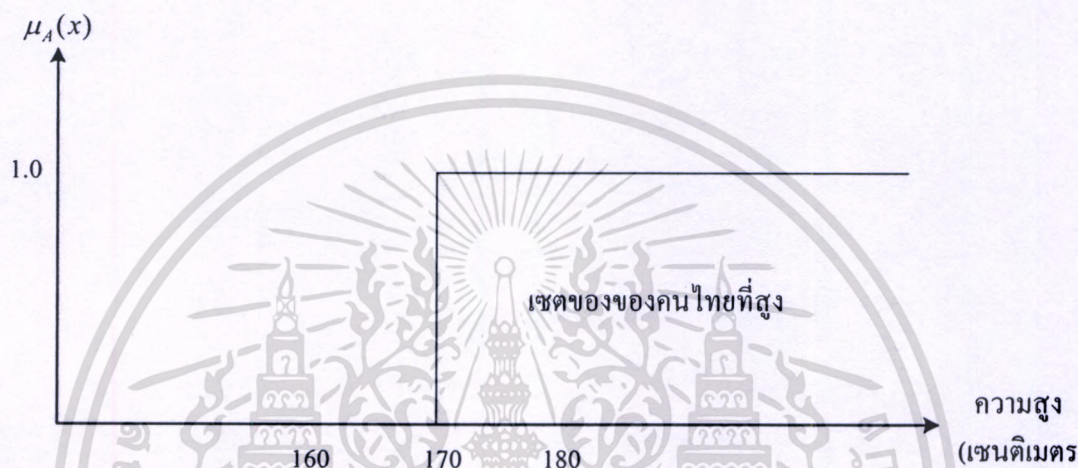 μ_A(x)
1.0
เซตของของคนไทยที่สูง
ความสูง
(เซนติเมตร
160 170 180